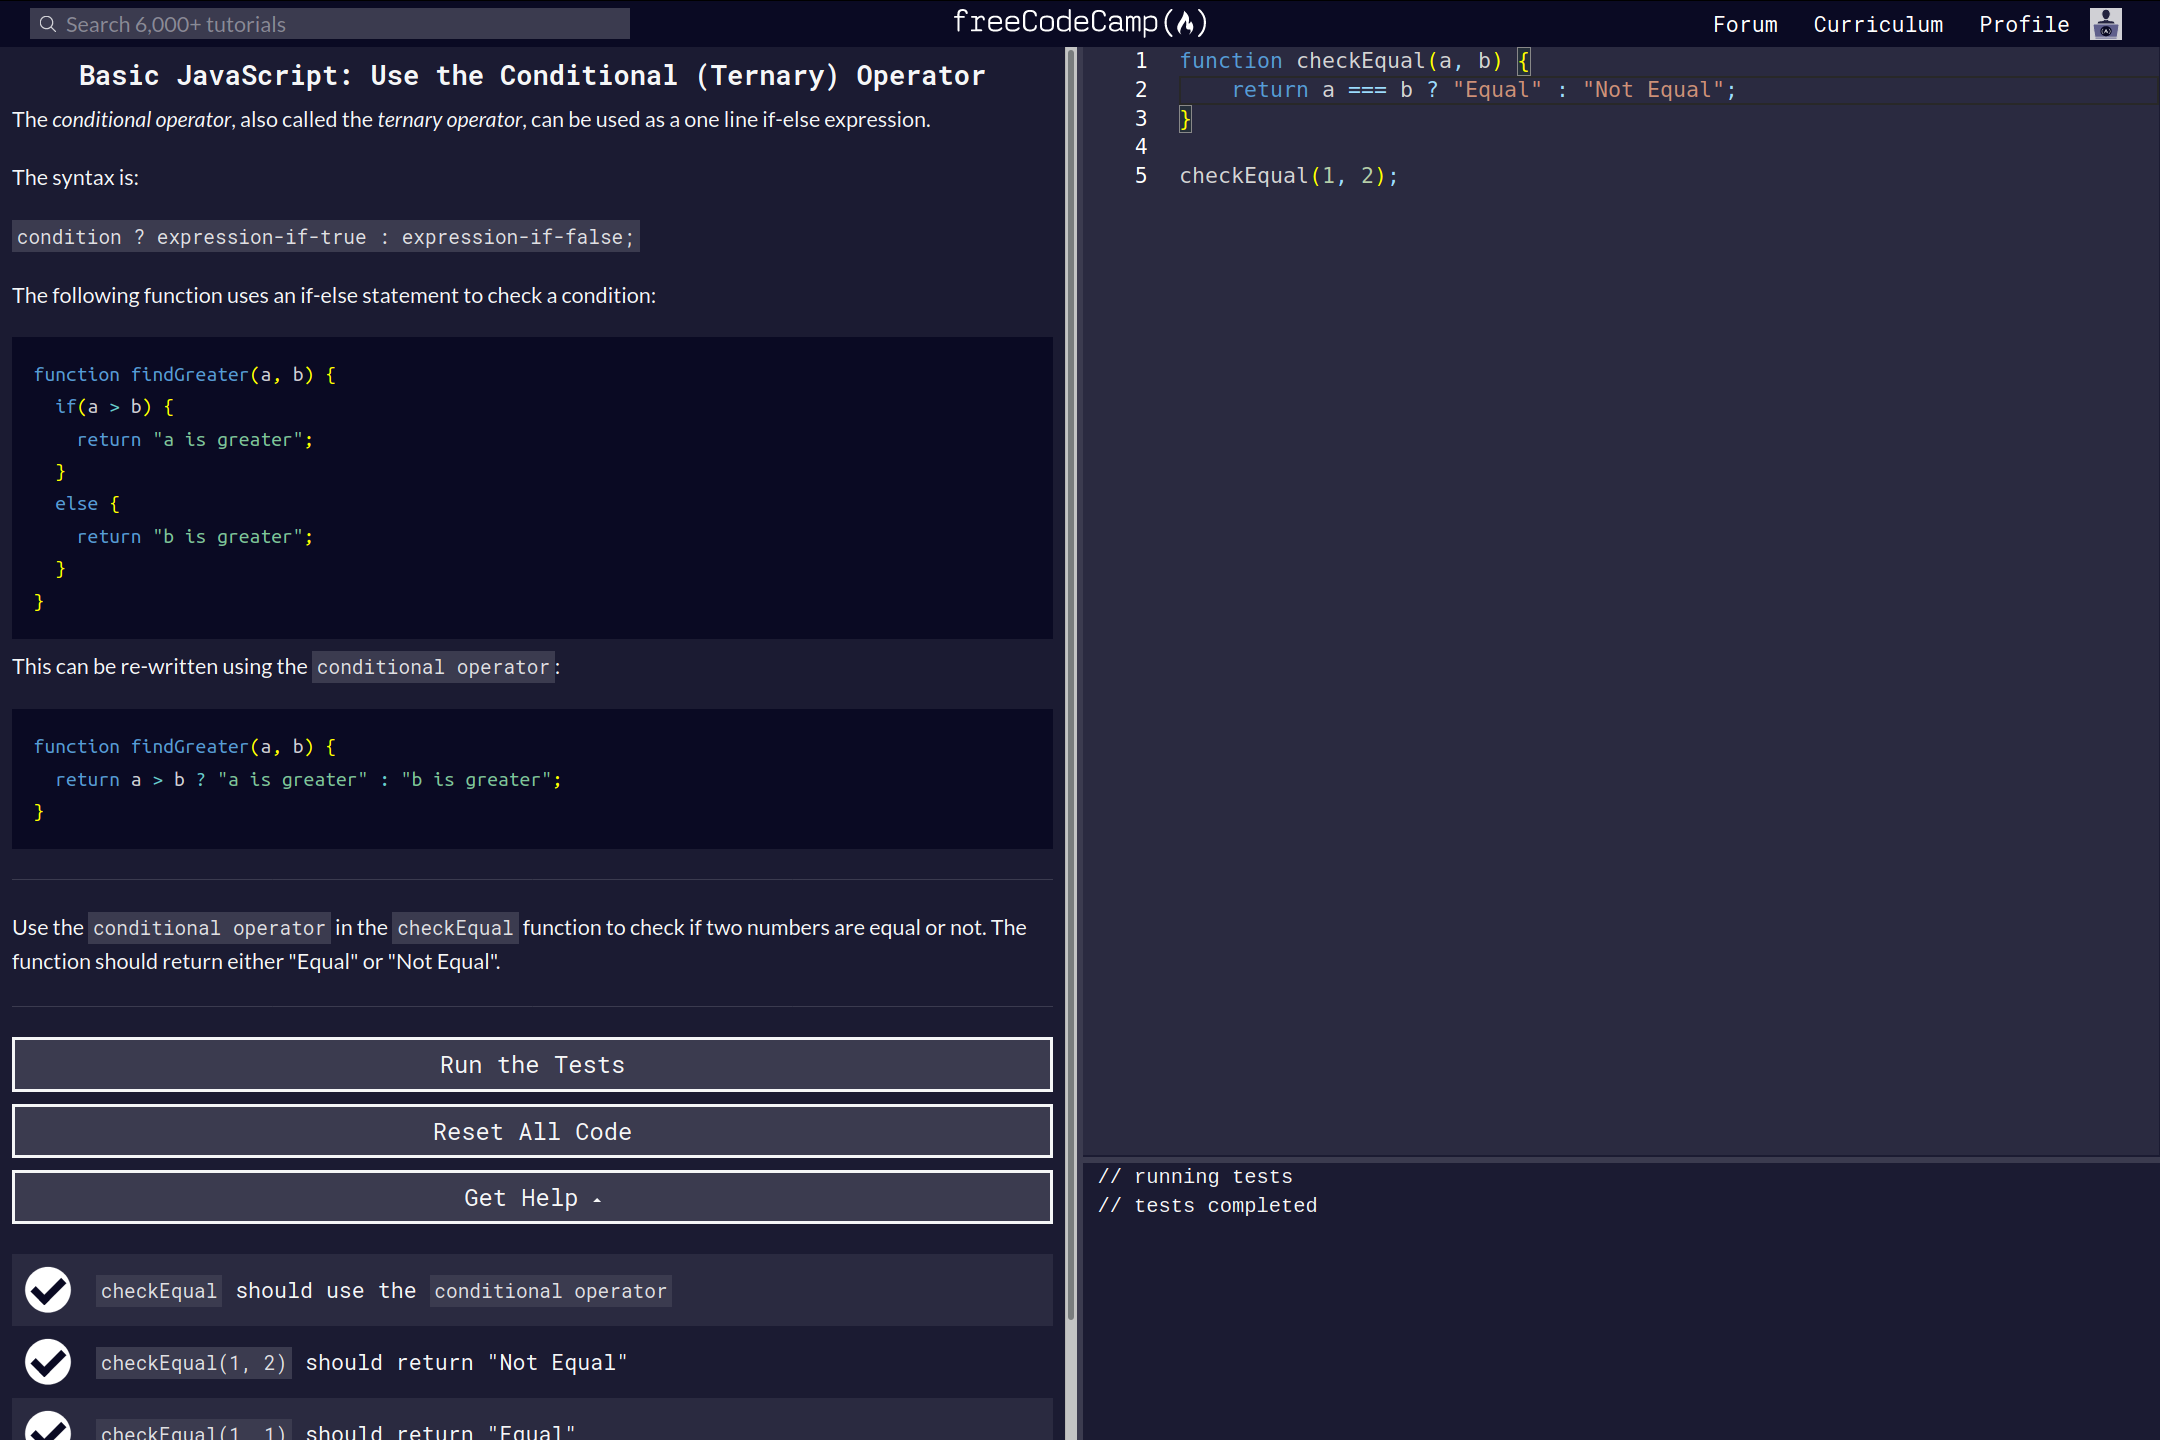 Search 6,000+ tutorials
freeCodeCamp
Forum Curriculum Profile
Basic JavaScript: Use the Conditional (Ternary) Operator
The conditional operator, also called the ternary operator, can be used as a one line if-else expression.
The syntax is:
condition ? expression-if-true : expression-if-false;
The following function uses an if-else statement to check a condition:
function findGreater(a, b) {
  if(a > b) {
    return "a is greater";
  }
  else {
    return "b is greater";
  }
}
This can be re-written using the conditional operator:
function findGreater(a, b) {
  return a > b ? "a is greater" : "b is greater";
}
Use the conditional operator in the checkEqual function to check if two numbers are equal or not. The
function should return either "Equal" or "Not Equal".
Run the Tests
Reset All Code
Get Help
checkEqual should use the conditional operator
checkEqual(1, 2) should return "Not Equal"
checkEqual(1, 1) should return "Equal"
1 function checkEqual(a, b) {
2     return a === b ? "Equal" : "Not Equal";
3 }
4
5 checkEqual(1, 2);
// running tests
// tests completed